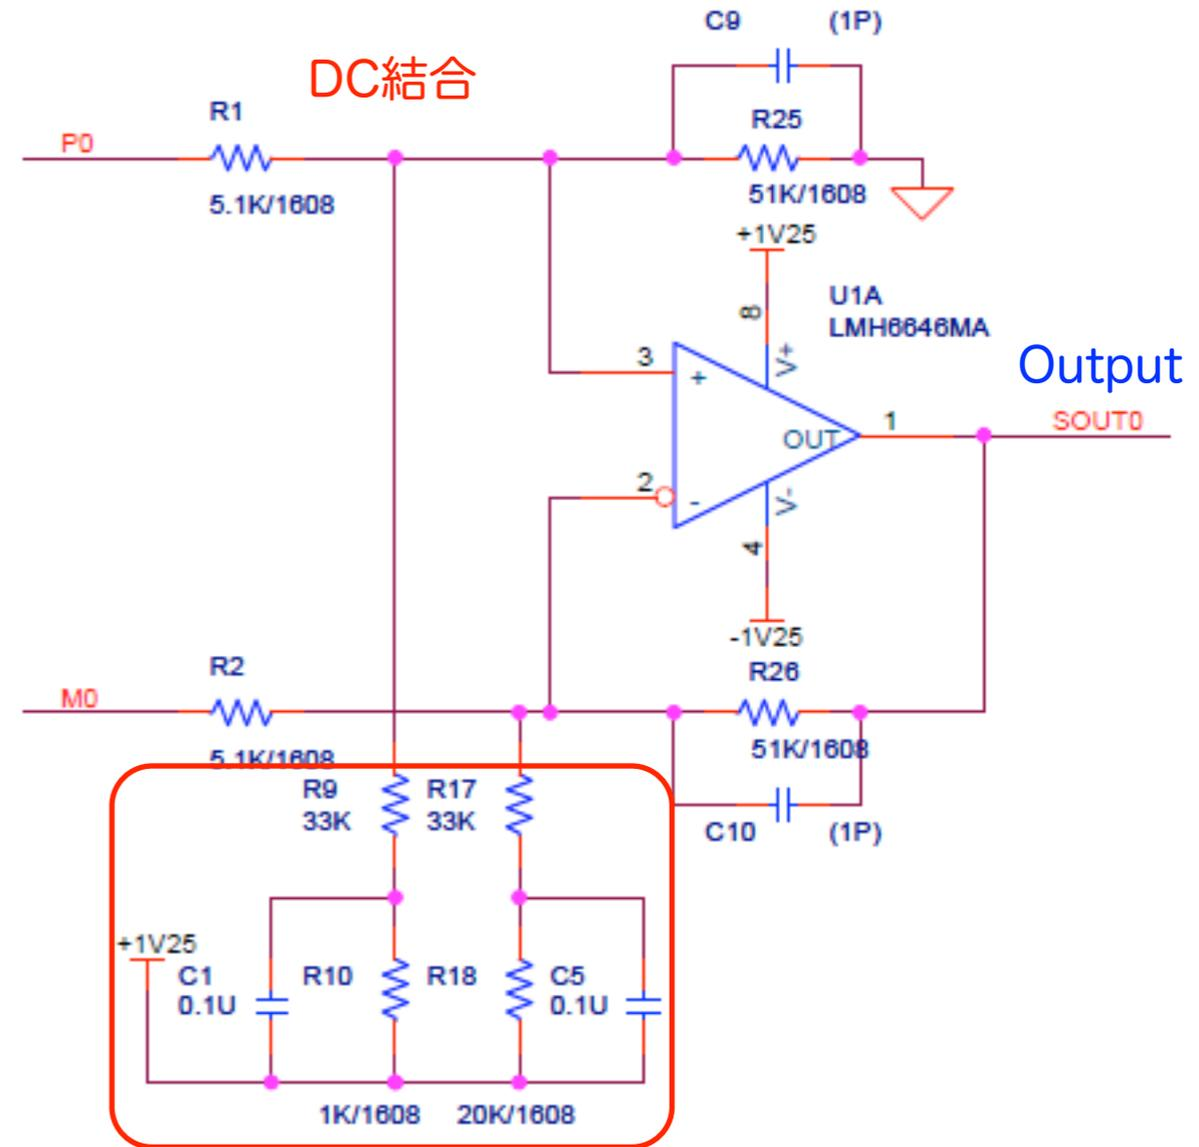 C9 (1P)
DC結合
R1
R25
P0
5.1K/1608
51K/1608
+1V25
8
U1A
LMH6646MA
V+
3
+
Output
1
SOUT0
OUT
2
-
V-
4
-1V25
R2
R26
M0
5.1K/1608
51K/1608
R9 R17
33K 33K
C10 (1P)
+1V25
C1 R10 R18 C5
0.1U 0.1U
1K/1608 20K/1608